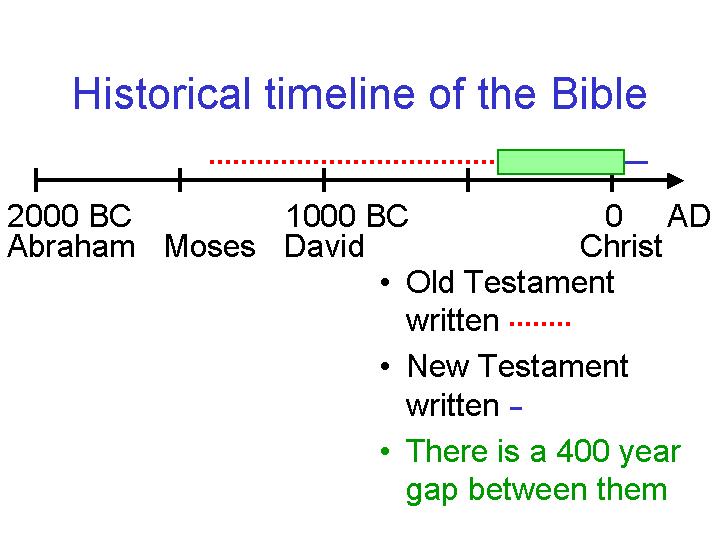 Historical timeline of the Bible
2000 BC 1000 BC 0 AD
Abraham Moses David Christ
• Old Testament
written
• New Testament
written
• There is a 400 year
gap between them